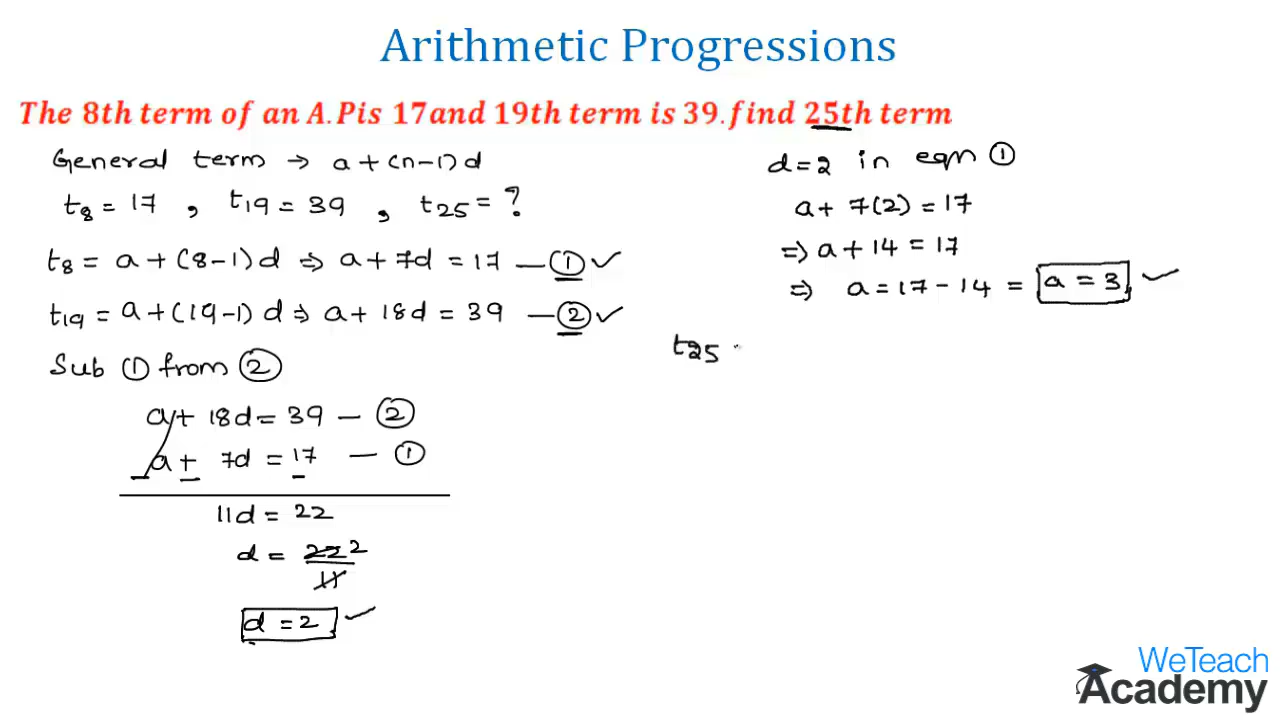 Arithmetic Progressions
The 8th term of an A.P is 17 and 19th term is 39. find 25th term
General term → a + (n-1) d
t8 = 17 , t19 = 39 , t25 = ?
t8 = a + (8-1) d ⇒ a + 7d = 17 — ① ✓
t19 = a + (19-1) d ⇒ a + 18d = 39 — ② ✓
Sub ① from ②
a + 18d = 39 — ②
a + 7d = 17 — ①
11d = 22
d = 22/11 2
d = 2 ✓
d = 2 in eqn ①
a + 7(2) = 17
⇒ a + 14 = 17
⇒ a = 17 - 14 = a = 3 ✓
t25
WeTeach
Academy